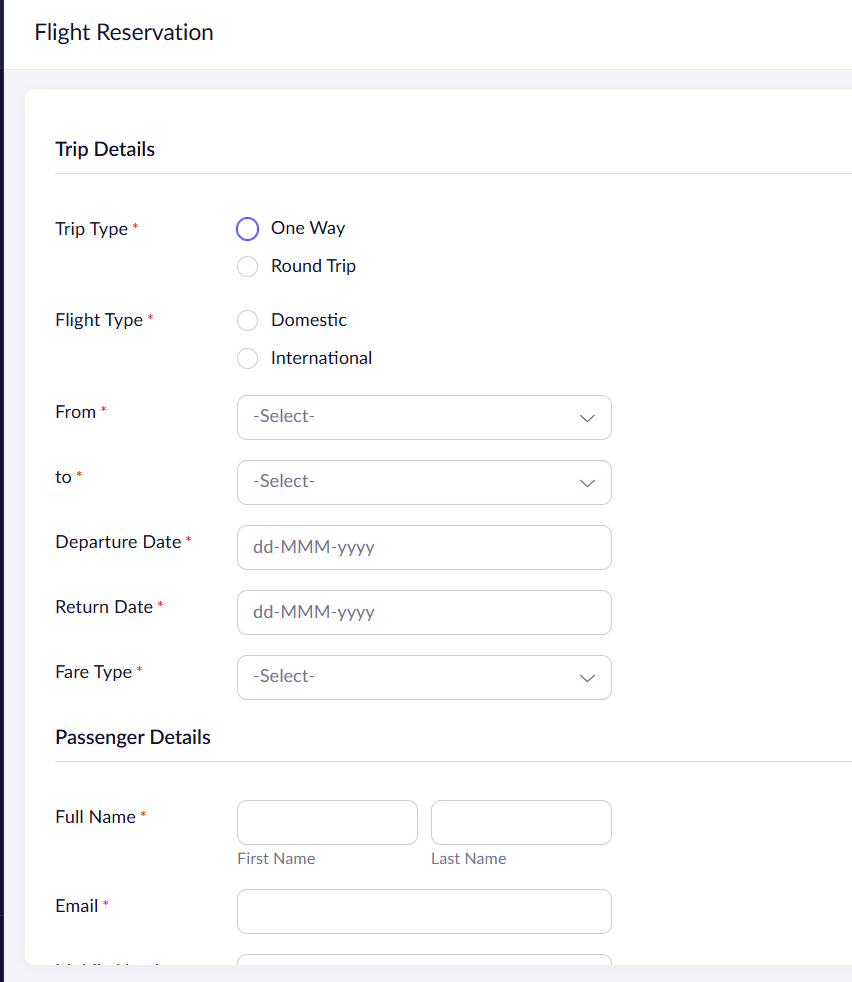 Flight Reservation
Trip Details
Trip Type * One Way
Round Trip
Flight Type * Domestic
International
From * -Select-
to * -Select-
Departure Date * dd-MMM-yyyy
Return Date * dd-MMM-yyyy
Fare Type * -Select-
Passenger Details
Full Name *
First Name Last Name
Email *